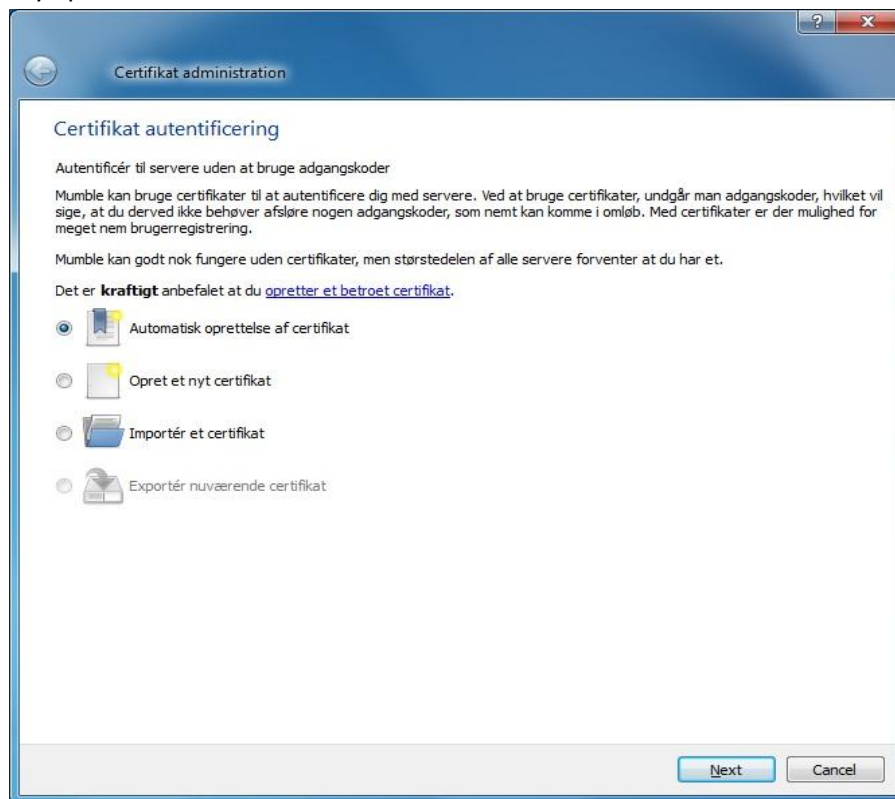 Certifikat administration
Certifikat autentificering
Autentificér til servere uden at bruge adgangskoder
Mumble kan bruge certifikater til at autentificere dig med servere. Ved at bruge certifikater, undgår man adgangskoder, hvilket vil
sige, at du derved ikke behøver afsløre nogen adgangskoder, som nemt kan komme i omløb. Med certifikater er der mulighed for
meget nem brugerregistrering.
Mumble kan godt nok fungere uden certifikater, men størstedelen af alle servere forventer at du har et.
Det er kraftigt anbefalet at du opretter et betroet certifikat.
Automatisk oprettelse af certifikat
Opret et nyt certifikat
Importér et certifikat
Exportér nuværende certifikat
Next Cancel